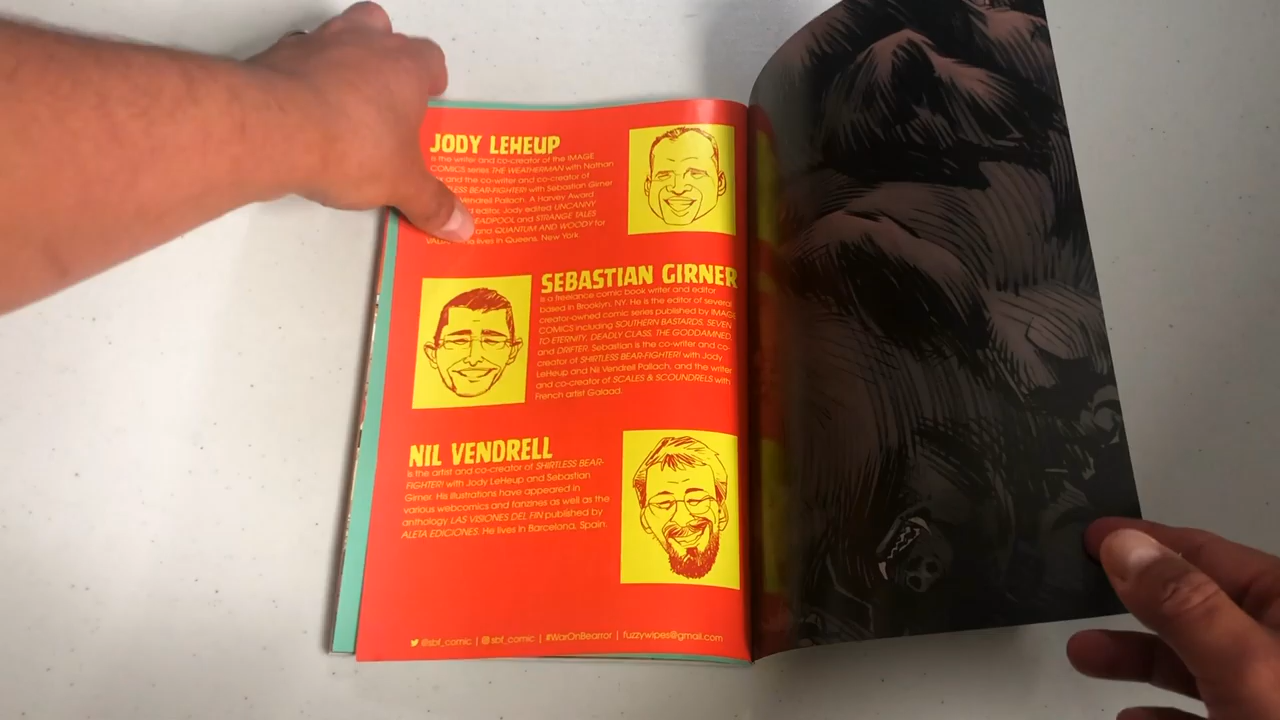 JODY LEHEUP
is the writer and co-creator of the IMAGE
COMICS series THE WEATHERMAN with Nathan
and the co-writer and co-creator of
BEAR-FIGHTER! with Sebastian Girner
Vendrell Pallach. A Harvey Award
editor, Jody edited UNCANNY
and STRANGE TALES
QUANTUM AND WOODY for
lives in Queens, New York.
SEBASTIAN GIRNER
is a freelance comic book writer and editor
based in Brooklyn, NY. He is the editor of several
creator-owned comic series published by IMAGE
COMICS including SOUTHERN BASTARDS, SEVEN
TO ETERNITY, DEADLY CLASS, THE GODDAMNED,
and DRIFTER. Sebastian is the co-writer and co-
creator of SHIRTLESS BEAR-FIGHTER! with Jody
LeHeup and Nil Vendrell Pallach, and the writer
and co-creator of SCALES & SCOUNDRELS with
French artist Galaad.
NIL VENDRELL
is the artist and co-creator of SHIRTLESS BEAR-
FIGHTER! with Jody LeHeup and Sebastian
Girner. His illustrations have appeared in
various webcomics and fanzines as well as the
anthology LAS VISIONES DEL FIN published by
ALETA EDICIONES. He lives in Barcelona, Spain.
@sbf_comic | sbf_comic | #WarOnBearror | fuzzywipes@gmail.com